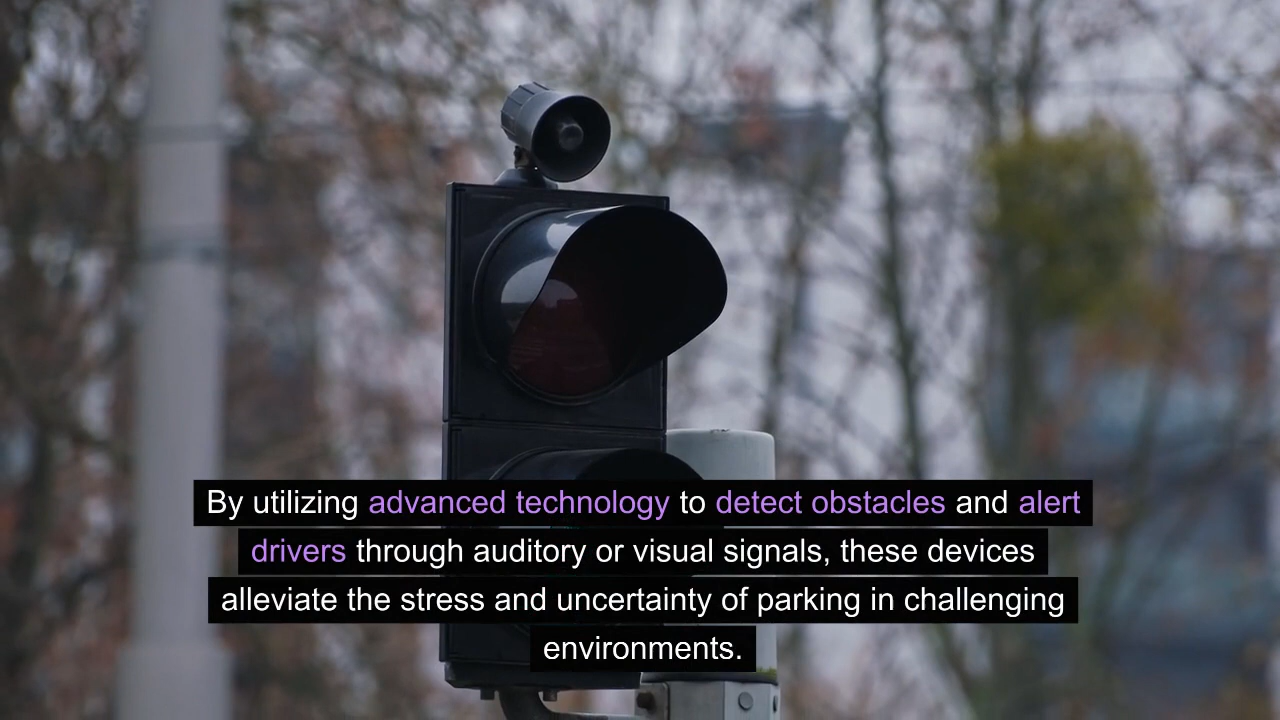 By utilizing advanced technology to detect obstacles and alert
drivers through auditory or visual signals, these devices
alleviate the stress and uncertainty of parking in challenging
environments.